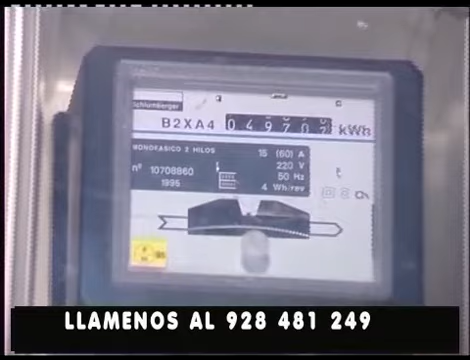 Schlumberger
B2XA4 049707 kWh
MONOFASICO 2 HILOS 15 (60) A
220 V
nº 10708860 50 Hz
1995 4 Wh/rev
LLAMENOS AL 928 481 249